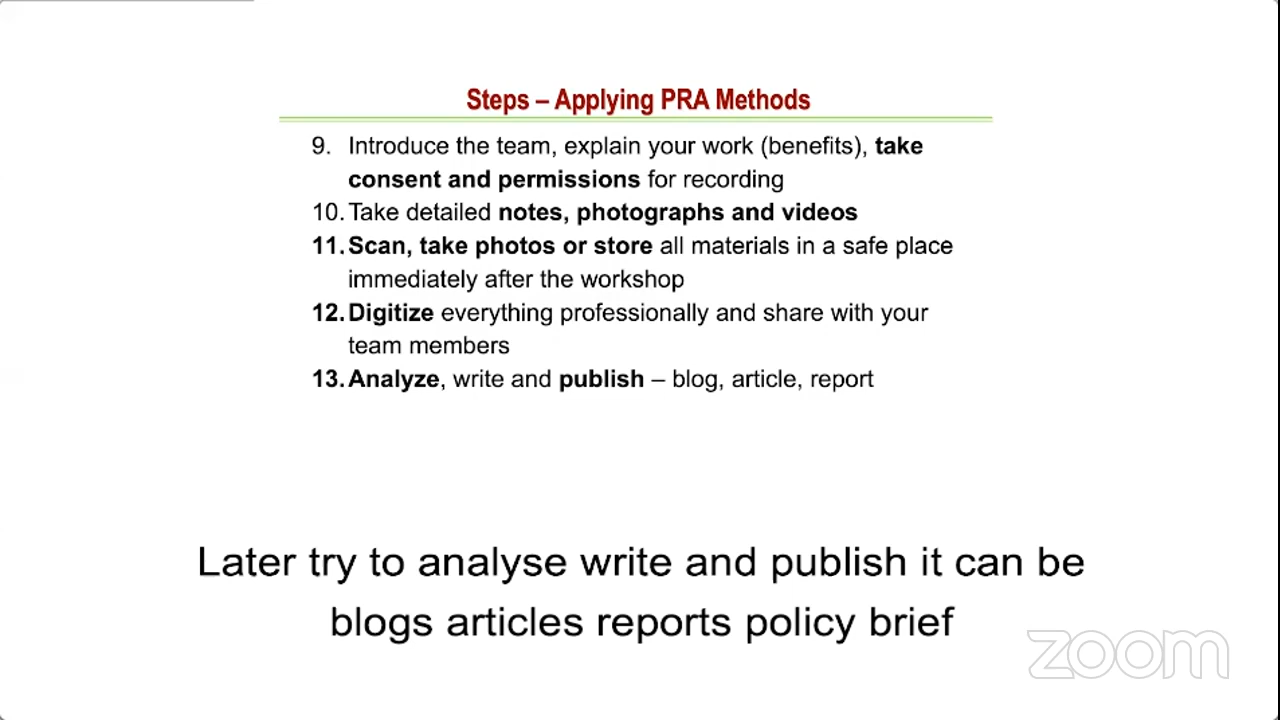 Steps – Applying PRA Methods
9. Introduce the team, explain your work (benefits), take
consent and permissions for recording
10. Take detailed notes, photographs and videos
11. Scan, take photos or store all materials in a safe place
immediately after the workshop
12. Digitize everything professionally and share with your
team members
13. Analyze, write and publish – blog, article, report
Later try to analyse write and publish it can be
blogs articles reports policy brief
zoom